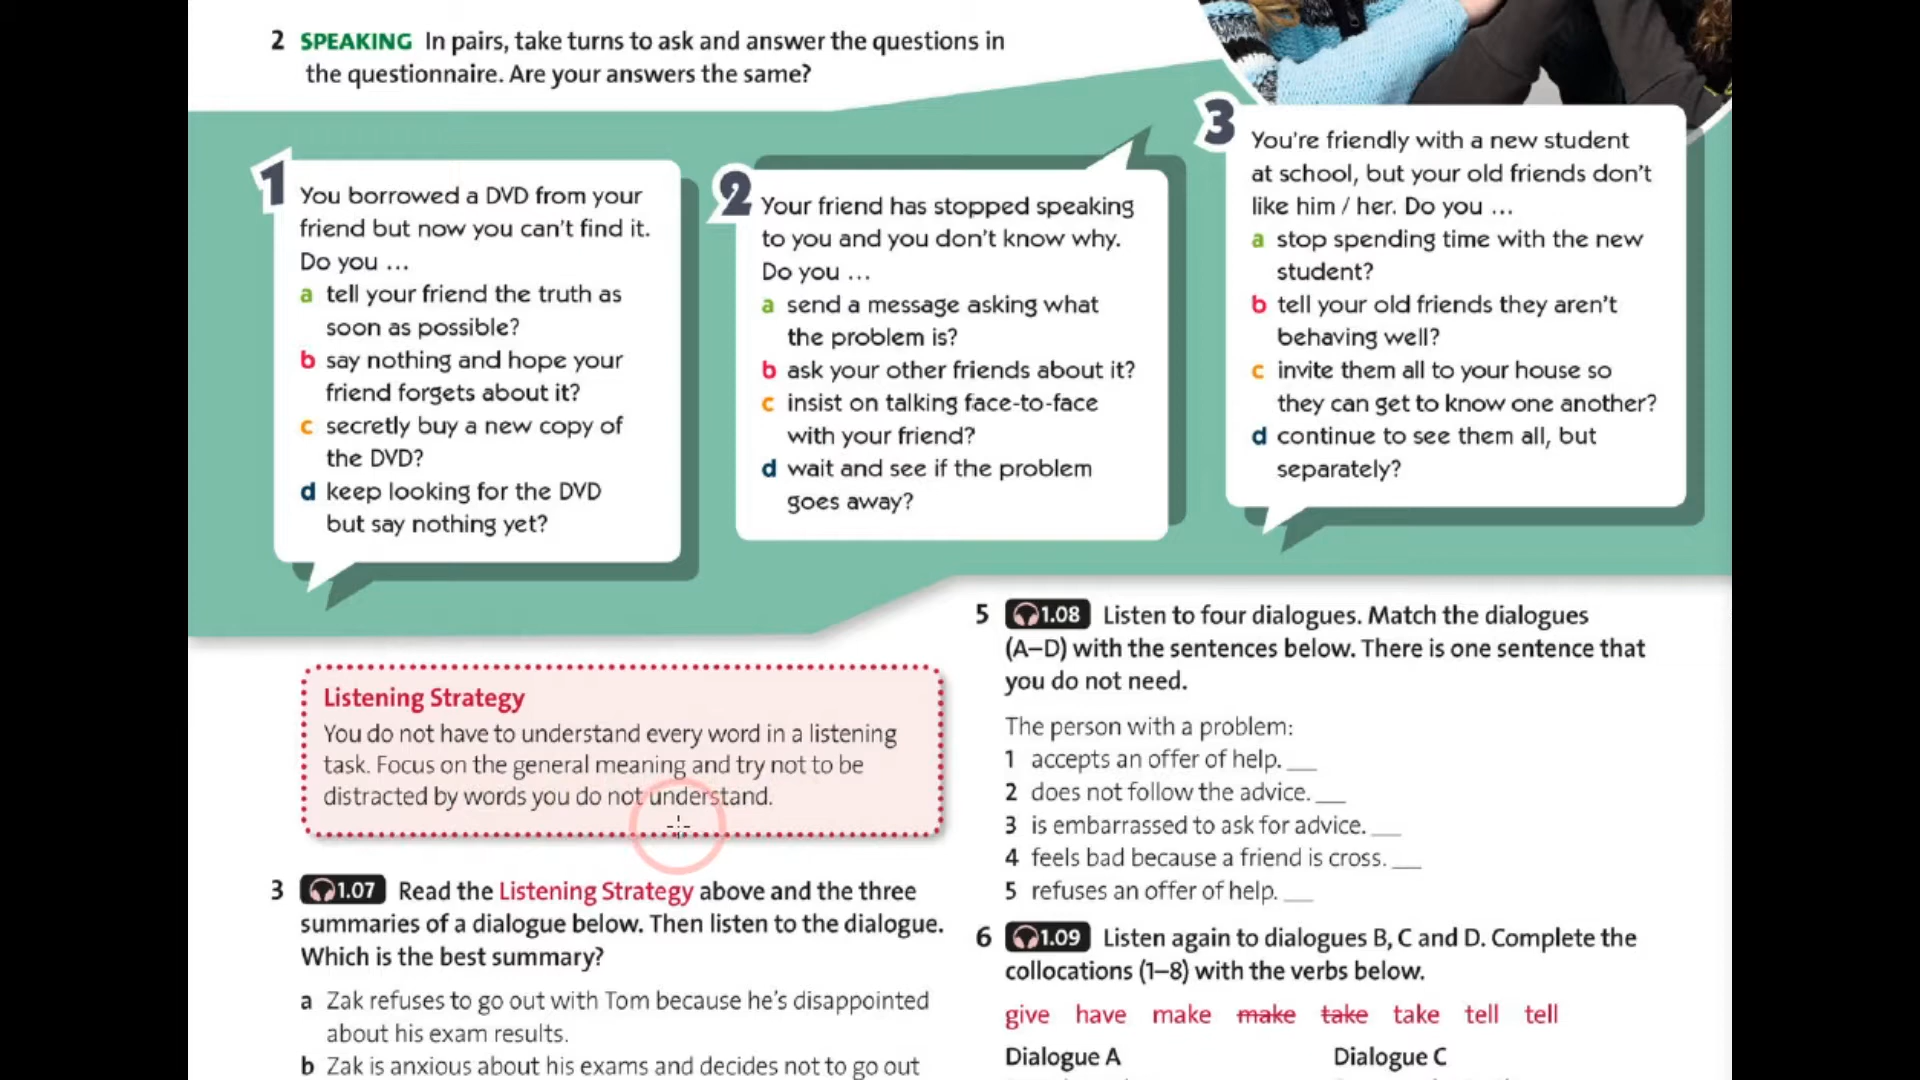 2 SPEAKING In pairs, take turns to ask and answer the questions in
the questionnaire. Are your answers the same?
1
You borrowed a DVD from your
friend but now you can't find it.
Do you ...
a tell your friend the truth as
soon as possible?
b say nothing and hope your
friend forgets about it?
c secretly buy a new copy of
the DVD?
d keep looking for the DVD
but say nothing yet?
2
Your friend has stopped speaking
to you and you don't know why.
Do you ...
a send a message asking what
the problem is?
b ask your other friends about it?
c insist on talking face-to-face
with your friend?
d wait and see if the problem
goes away?
3
You're friendly with a new student
at school, but your old friends don't
like him / her. Do you ...
a stop spending time with the new
student?
b tell your old friends they aren't
behaving well?
c invite them all to your house so
they can get to know one another?
d continue to see them all, but
separately?
Listening Strategy
You do not have to understand every word in a listening
task. Focus on the general meaning and try not to be
distracted by words you do not understand.
3 1.07 Read the Listening Strategy above and the three
summaries of a dialogue below. Then listen to the dialogue.
Which is the best summary?
a Zak refuses to go out with Tom because he's disappointed
about his exam results.
b Zak is anxious about his exams and decides not to go out
5 1.08 Listen to four dialogues. Match the dialogues
(A–D) with the sentences below. There is one sentence that
you do not need.
The person with a problem:
1 accepts an offer of help. __
2 does not follow the advice. __
3 is embarrassed to ask for advice. __
4 feels bad because a friend is cross. __
5 refuses an offer of help. __
6 1.09 Listen again to dialogues B, C and D. Complete the
collocations (1–8) with the verbs below.
give have make make take take tell tell
Dialogue A Dialogue C